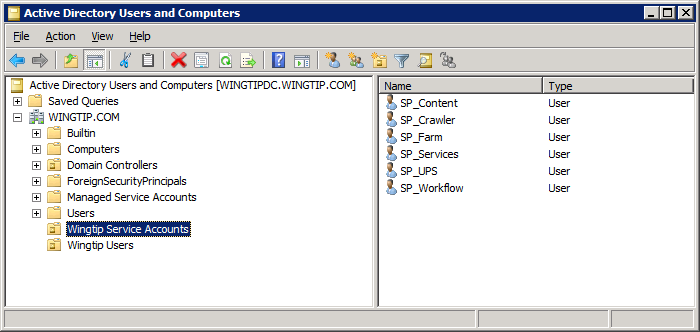 Active Directory Users and Computers
File Action View Help
Active Directory Users and Computers [WINGTIPDC.WINGTIP.COM]
Saved Queries
WINGTIP.COM
Builtin
Computers
Domain Controllers
ForeignSecurityPrincipals
Managed Service Accounts
Users
Wingtip Service Accounts
Wingtip Users
Name Type
SP_Content User
SP_Crawler User
SP_Farm User
SP_Services User
SP_UPS User
SP_Workflow User